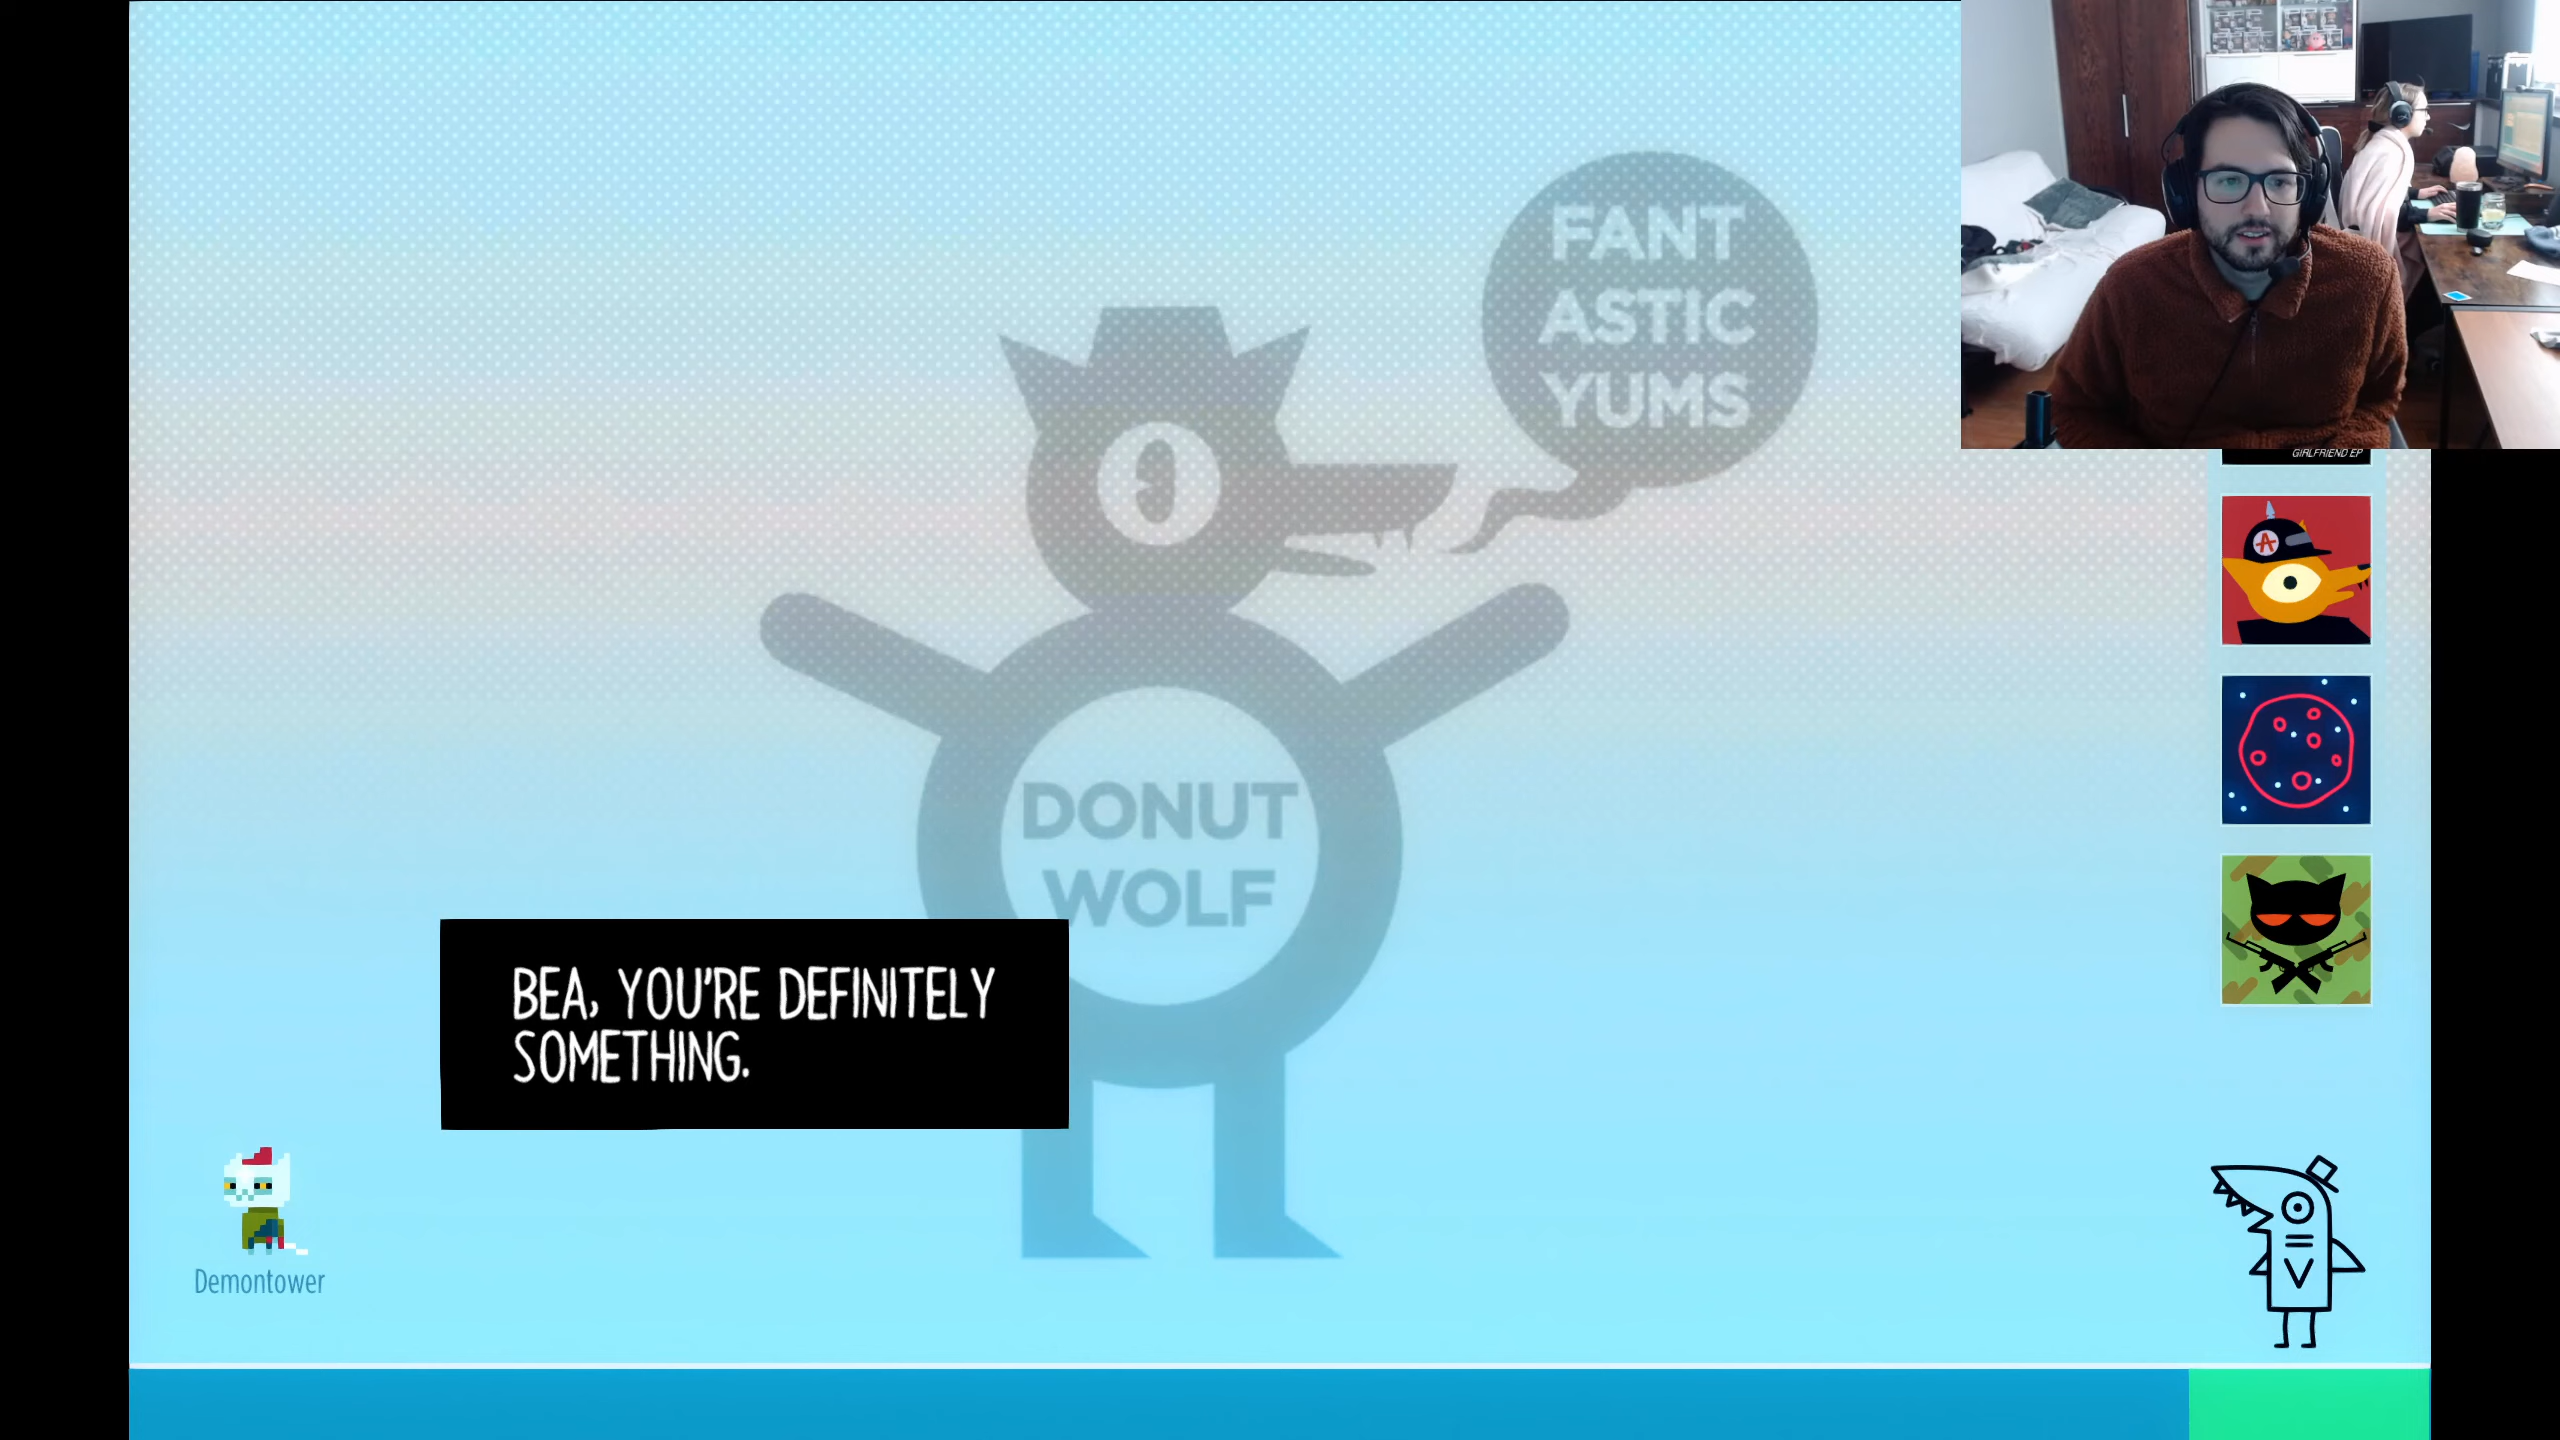 FANT
ASTIC
YUMS
GIRLFRIEND EP
A
DONUT
WOLF
BEA, YOU'RE DEFINITELY
SOMETHING.
Demontower